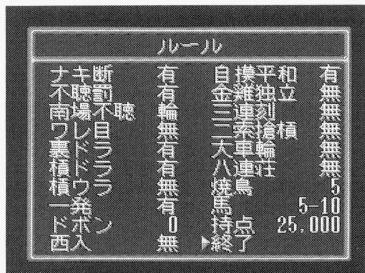 ルール
ナキ断 有 自摸平和 有
不聴罰 有 金雞独立 無
南場不聴 輪 三連刻 無
ワレメ 無 二索搶槓 無
裏ドラ 有 大車輪 無
槓ドラ 有 八連荘 無
槓ウラ 無 焼鳥 5
一発 有 馬 5-10
ドボン 0 持点 25,000
西入 無 ▶終了